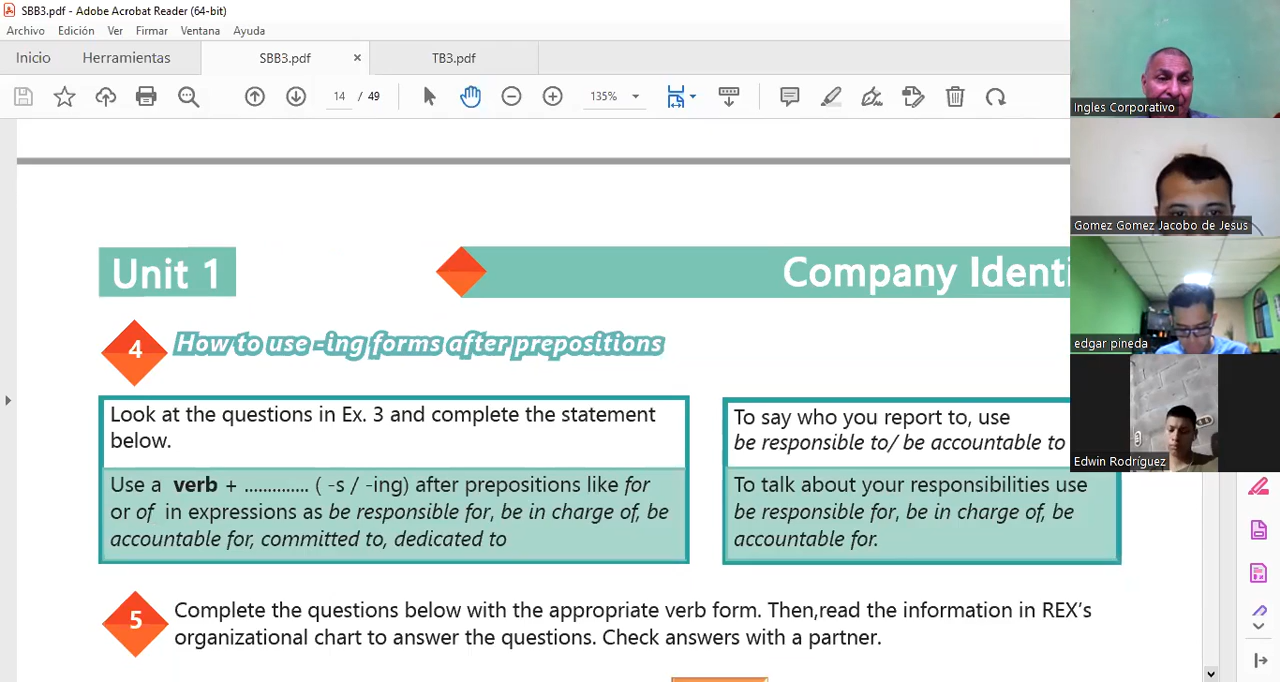 SBB3.pdf - Adobe Acrobat Reader (64-bit)
Archivo Edición Ver Firmar Ventana Ayuda
Inicio Herramientas SBB3.pdf × TB3.pdf
14 / 49 135%
Unit 1
Company Identi
4 How to use -ing forms after prepositions
Look at the questions in Ex. 3 and complete the statement
below.
Use a verb + .............. ( -s / -ing) after prepositions like for
or of in expressions as be responsible for, be in charge of, be
accountable for, committed to, dedicated to
To say who you report to, use
be responsible to/ be accountable to
To talk about your responsibilities use
be responsible for, be in charge of, be
accountable for.
5 Complete the questions below with the appropriate verb form. Then,read the information in REX's
organizational chart to answer the questions. Check answers with a partner.
Ingles Corporativo
Gomez Gomez Jacobo de Jesus
edgar pineda
Edwin Rodríguez